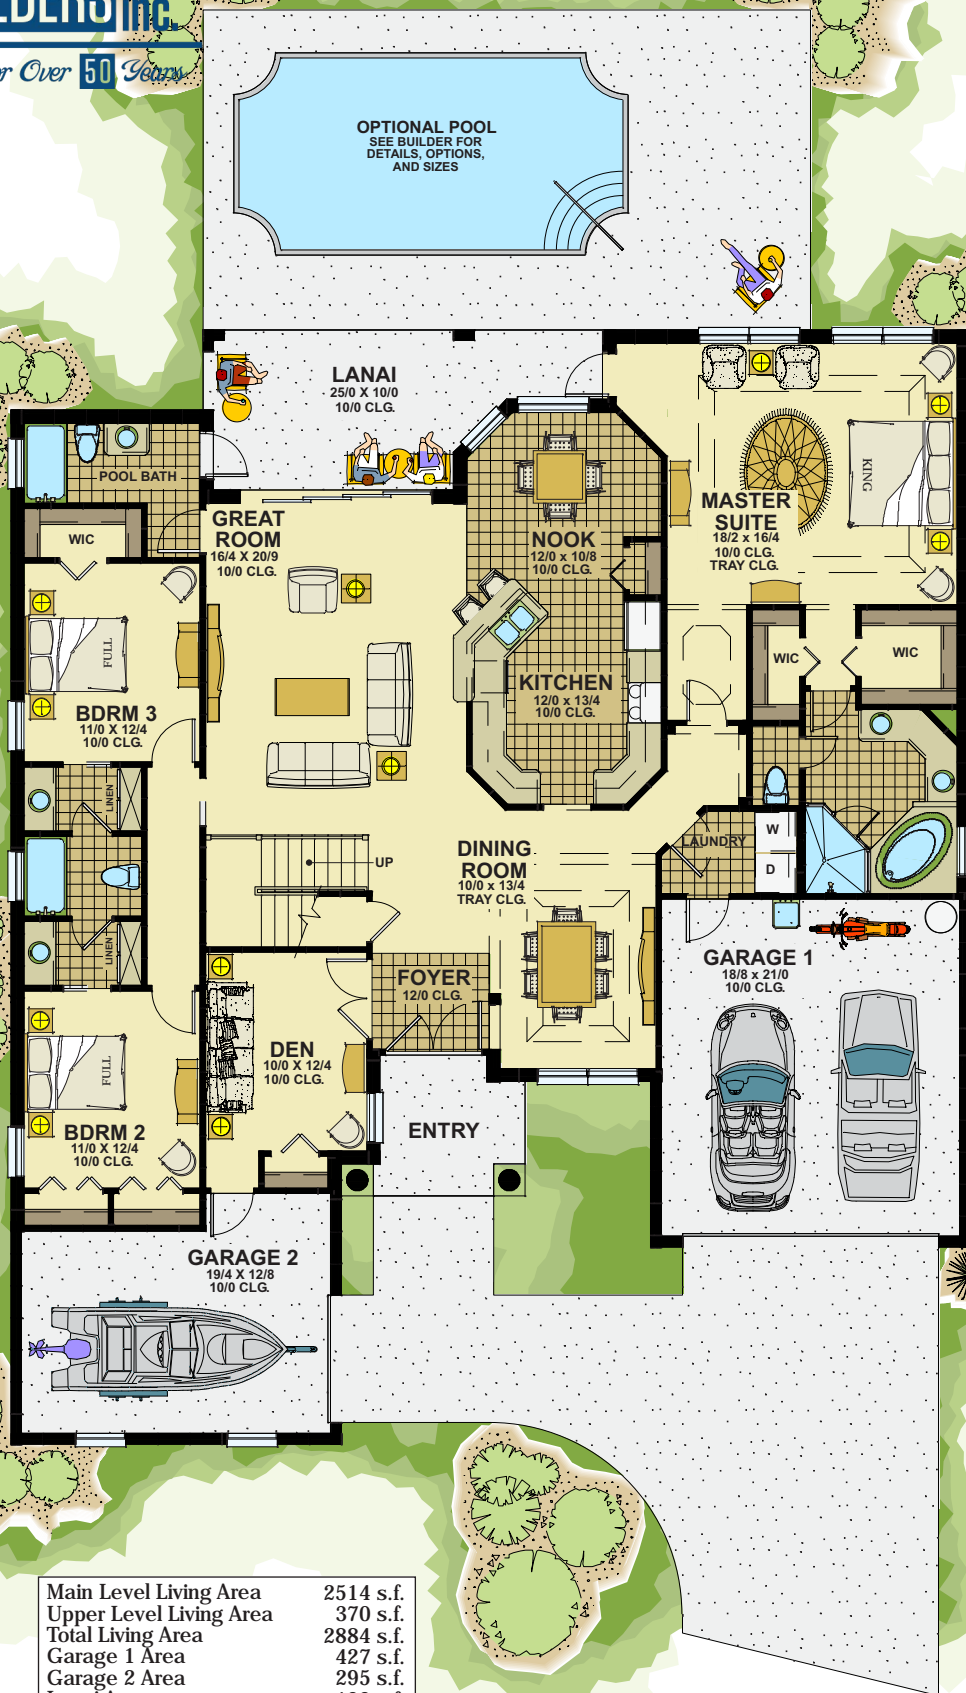 Inc.
Over 50 Years
OPTIONAL POOL
SEE BUILDER FOR
DETAILS, OPTIONS,
AND SIZES
LANAI
25/0 X 10/0
10/0 CLG.
POOL BATH
WIC
GREAT
ROOM
16/4 X 20/9
10/0 CLG.
NOOK
12/0 x 10/8
10/0 CLG.
MASTER
SUITE
18/2 x 16/4
10/0 CLG.
TRAY CLG.
KING
FULL
BDRM 3
11/0 X 12/4
10/0 CLG.
KITCHEN
12/0 x 13/4
10/0 CLG.
WIC
WIC
LINEN
UP
DINING
ROOM
10/0 x 13/4
TRAY CLG.
LAUNDRY
W
D
LINEN
FOYER
12/0 CLG.
GARAGE 1
18/8 x 21/0
10/0 CLG.
DEN
10/0 X 12/4
10/0 CLG.
FULL
BDRM 2
11/0 X 12/4
10/0 CLG.
ENTRY
GARAGE 2
19/4 X 12/8
10/0 CLG.
Main Level Living Area 2514 s.f.
Upper Level Living Area 370 s.f.
Total Living Area 2884 s.f.
Garage 1 Area 427 s.f.
Garage 2 Area 295 s.f.